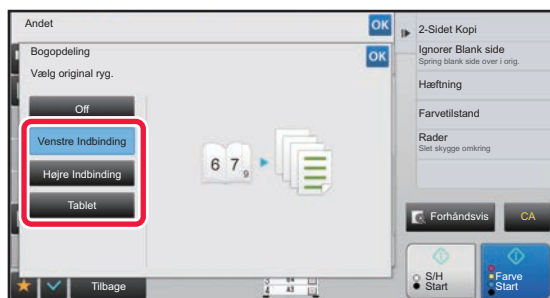 Andet
OK
Bogopdeling
OK
Vælg original ryg.
Off
Venstre Indbinding
Højre Indbinding
Tablet
6 7 9
Tilbage
2-Sidet Kopi
Ignorer Blank side
Spring blank side over i orig.
Hæftning
Farvetilstand
Rader
Slet skygge omkring
Forhåndsvis
CA
S/H
Start
Farve
Start